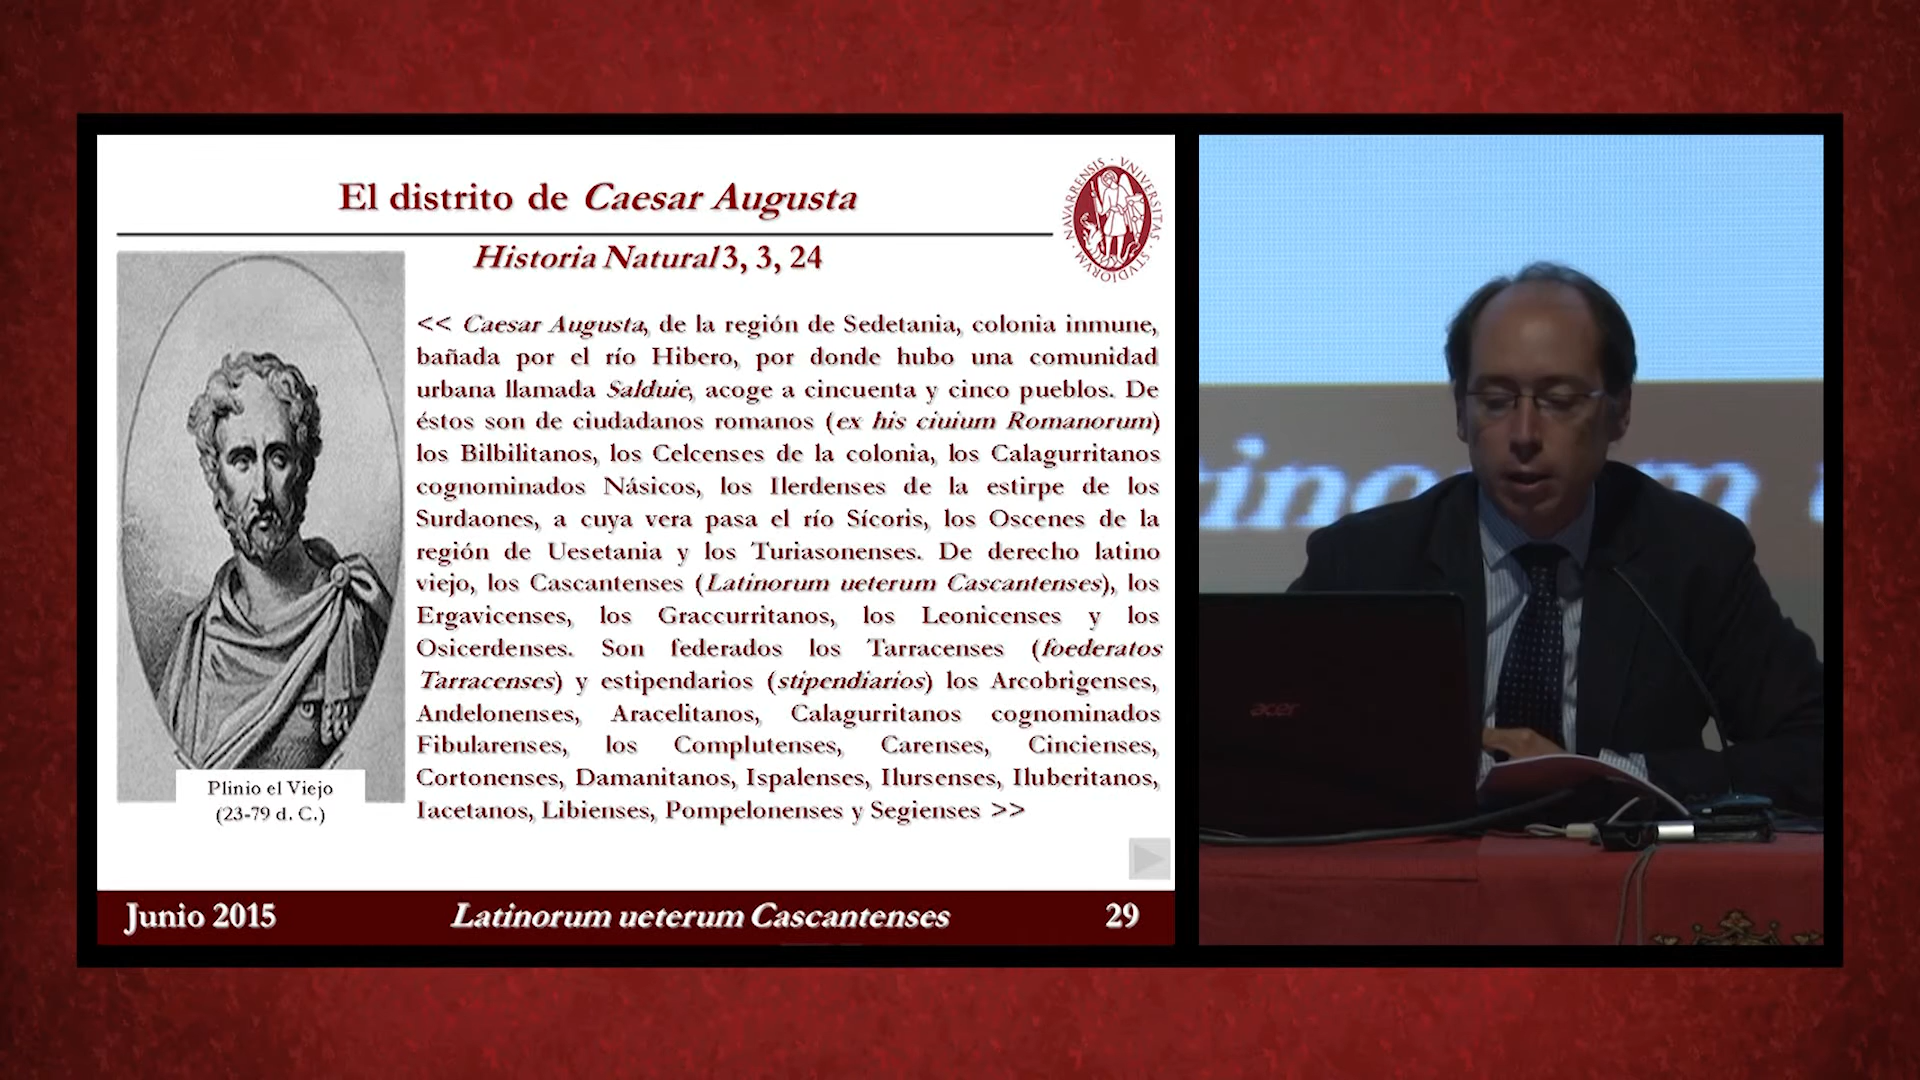 El distrito de Caesar Augusta
NAVARRENSIS · VNIVERSITAS · STVDIORVM
Historia Natural 3, 3, 24
<< Caesar Augusta, de la región de Sedetania, colonia inmune,
bañada por el río Hibero, por donde hubo una comunidad
urbana llamada Salduie, acoge a cincuenta y cinco pueblos. De
éstos son de ciudadanos romanos (ex his ciuium Romanorum)
los Bilbilitanos, los Celcenses de la colonia, los Calagurritanos
cognominados Násicos, los Ilerdenses de la estirpe de los
Surdaones, a cuya vera pasa el río Sícoris, los Oscenes de la
región de Uesetania y los Turiasonenses. De derecho latino
viejo, los Cascantenses (Latinorum ueterum Cascantenses), los
Ergavicenses, los Graccurritanos, los Leonicenses y los
Osicerdenses. Son federados los Tarracenses (foederatos
Tarracenses) y estipendarios (stipendiarios) los Arcobrigenses,
Andelonenses, Aracelitanos, Calagurritanos cognominados
Fibularenses, los Complutenses, Carenses, Cincienses,
Cortonenses, Damanitanos, Ispalenses, Ilursenses, Iluberitanos,
Iacetanos, Libienses, Pompelonenses y Segienses >>
Plinio el Viejo
(23-79 d. C.)
Junio 2015
Latinorum ueterum Cascantenses
29
acer